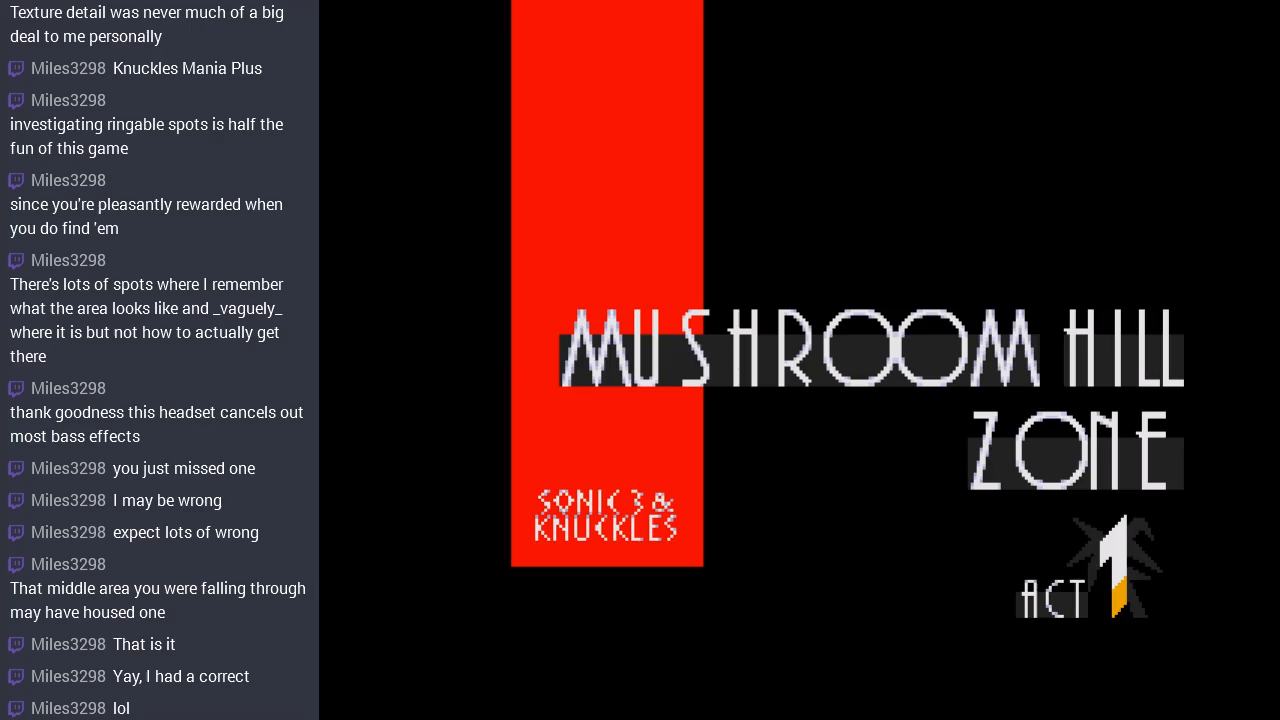 Texture detail was never much of a big
deal to me personally
Miles3298 Knuckles Mania Plus
Miles3298
investigating ringable spots is half the
fun of this game
Miles3298
since you're pleasantly rewarded when
you do find 'em
Miles3298
There's lots of spots where I remember
what the area looks like and _vaguely_
where it is but not how to actually get
there
Miles3298
thank goodness this headset cancels out
most bass effects
Miles3298 you just missed one
Miles3298 I may be wrong
Miles3298 expect lots of wrong
Miles3298
That middle area you were falling through
may have housed one
Miles3298 That is it
Miles3298 Yay, I had a correct
Miles3298 lol
MUSHROOM HILL
ZONE
SONIC 3 &
KNUCKLES
ACT 1